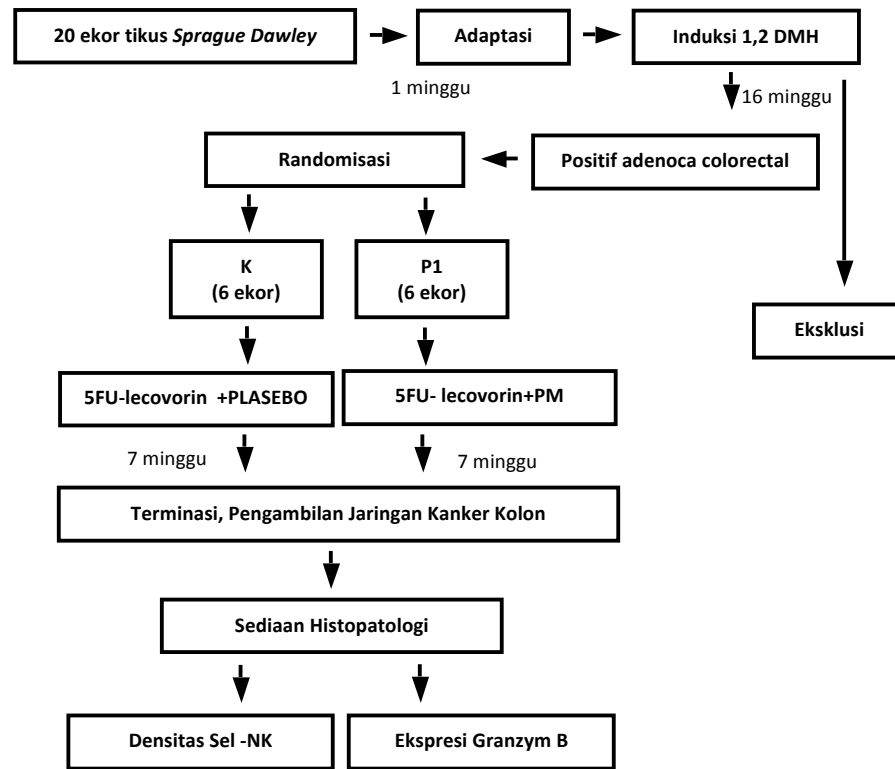 20 ekor tikus Sprague Dawley
Adaptasi
Induksi 1,2 DMH
1 minggu
16 minggu
Randomisasi
Positif adenoca colorectal
K
(6 ekor)
P1
(6 ekor)
Eksklusi
5FU-lecovorin +PLASEBO
5FU- lecovorin+PM
7 minggu
7 minggu
Terminasi, Pengambilan Jaringan Kanker Kolon
Sediaan Histopatologi
Densitas Sel -NK
Ekspresi Granzym B